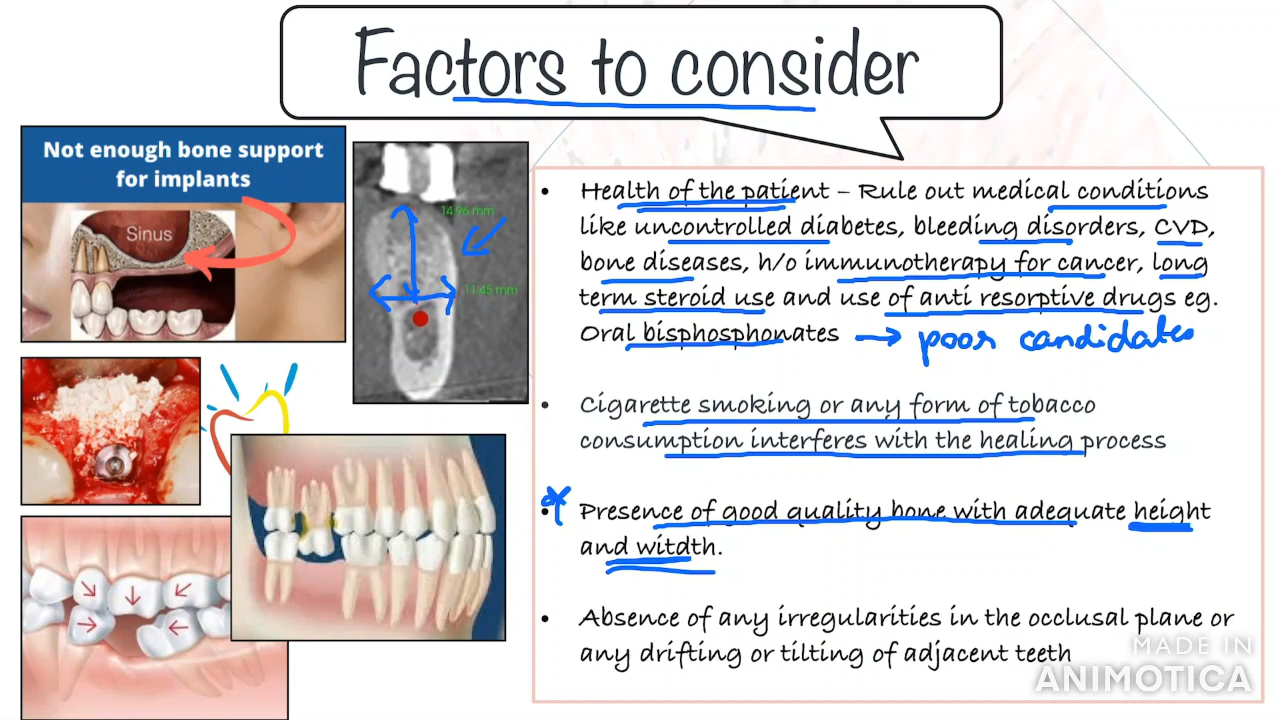 Factors to consider
Not enough bone support
for implants
Sinus
14.96 mm
11.45 mm
• Health of the patient – Rule out medical conditions
like uncontrolled diabetes, bleeding disorders, CVD,
bone diseases, h/o immunotherapy for cancer, long
term steroid use and use of anti resorptive drugs eg.
Oral bisphosphonates → poor candidates
• Cigarette smoking or any form of tobacco
consumption interferes with the healing process
* • Presence of good quality bone with adequate height
and witdth.
• Absence of any irregularities in the occlusal plane or
any drifting or tilting of adjacent teeth
MADE IN
ANIMOTICA